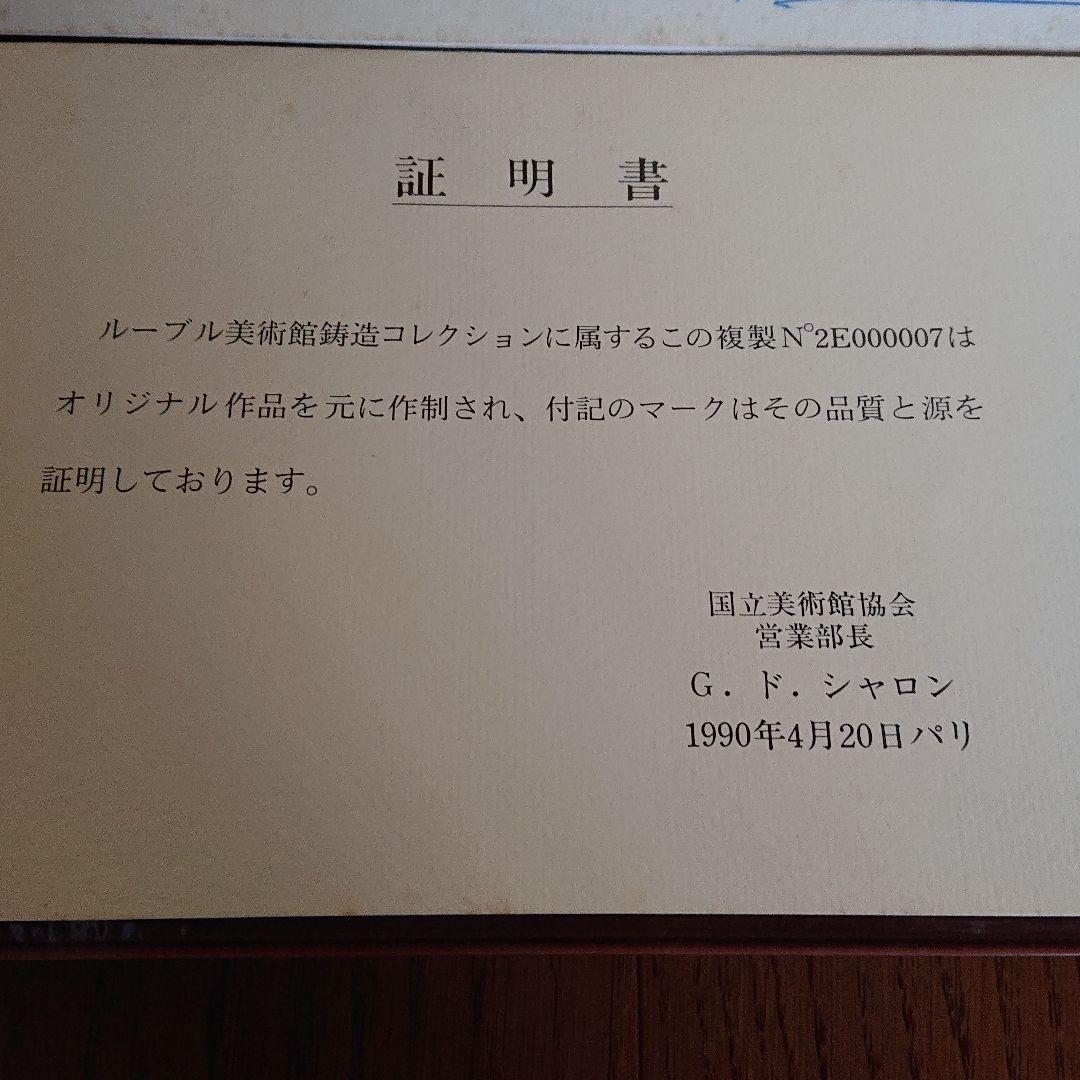 証明書
ルーブル美術館鋳造コレクションに属するこの複製N°2E000007は
オリジナル作品を元に作制され、付記のマークはその品質と源を
証明しております。
国立美術館協会
営業部長
G. ド. シャロン
1990年4月20日パリ